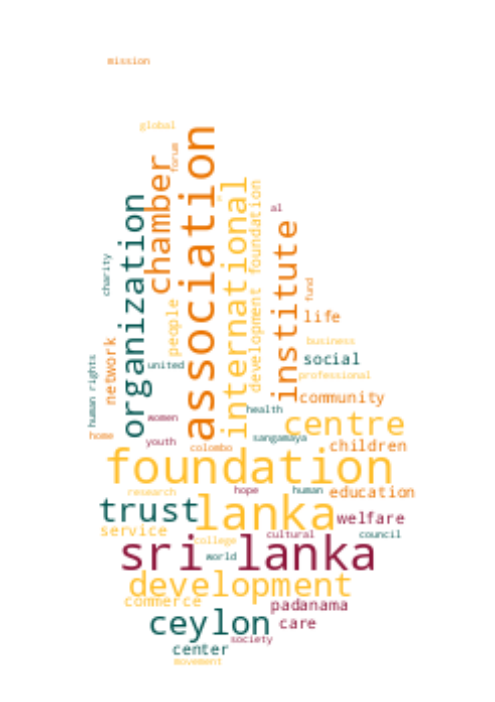 mission
global
forum
association
chamber
international
development foundation
al
organization
institute
charity
fund
people
life
network
business
united
social
human rights
professional
community
health
women
centre
home
youth
sangamaya
colombo
children
foundation
research
hope
human
education
trust
lanka
welfare
service
cultural
council
college
sri lanka
world
development
commerce
padanama
ceylon
care
society
center
movement